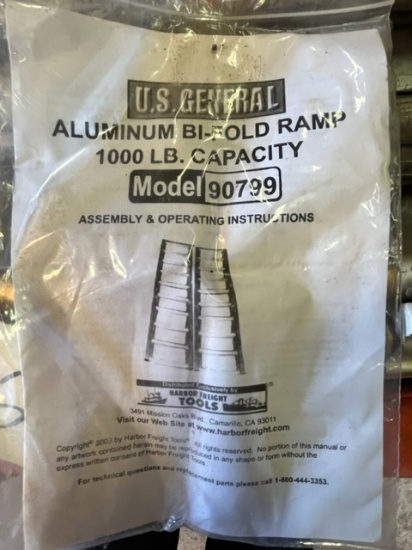 U.S. GENERAL
ALUMINUM BI-FOLD RAMP
1000 LB. CAPACITY
Model 90799
ASSEMBLY & OPERATING INSTRUCTIONS
Distributed Exclusively by
HARBOR FREIGHT
TOOLS
3491 Mission Oaks Blvd., Camarillo, CA 93011
Visit our Web Site at www.harborfreight.com
Copyright © by Harbor Freight Tools®. All rights reserved. No portion of this manual or
any artwork contained herein may be reproduced in any shape or form without the
express written consent of Harbor Freight Tools.
For technical questions and replacement parts please call 1-800-444-3353.